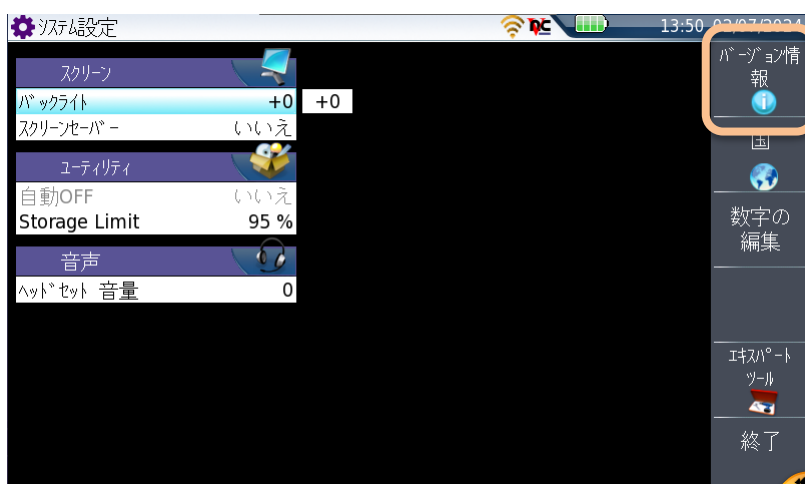 ｼｽﾃﾑ設定
13:50 02/07/2024
ｽｸﾘｰﾝ
ﾊﾞｯｸﾗｲﾄ +0 +0
ｽｸﾘｰﾝｾｰﾊﾞｰ いいえ
ﾕｰﾃｨﾘﾃｨ
自動OFF いいえ
Storage Limit 95 %
音声
ﾍｯﾄﾞｾｯﾄ 音量 0
ﾊﾞｰｼﾞｮﾝ情
報
国
数字の
編集
ｴｷｽﾊﾟｰﾄ
ﾂｰﾙ
終了